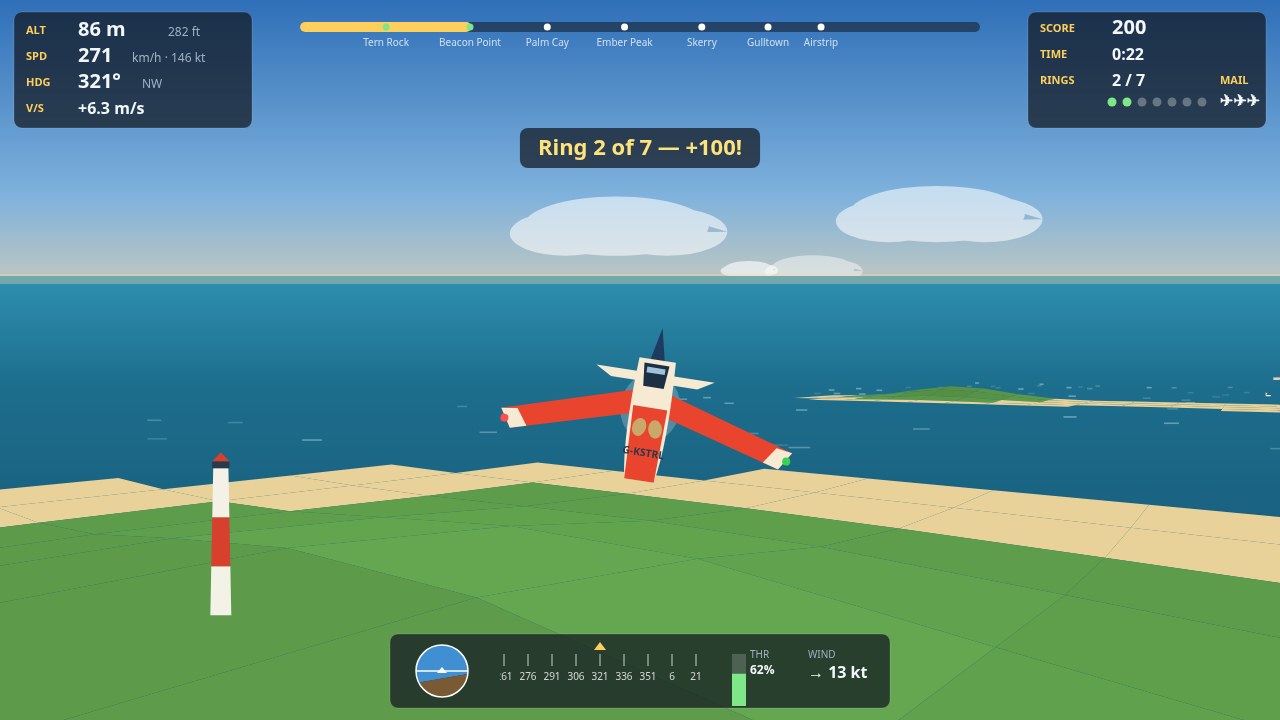 ALT 86 m 282 ft
SPD 271 km/h · 146 kt
HDG 321° NW
V/S +6.3 m/s
Tern Rock Beacon Point Palm Cay Ember Peak Skerry Gulltown Airstrip
SCORE 200
TIME 0:22
RINGS 2 / 7 MAIL
Ring 2 of 7 — +100!
G-KSTRL
THR WIND
62% → 13 kt
276 291 306 321 336 351 6 21